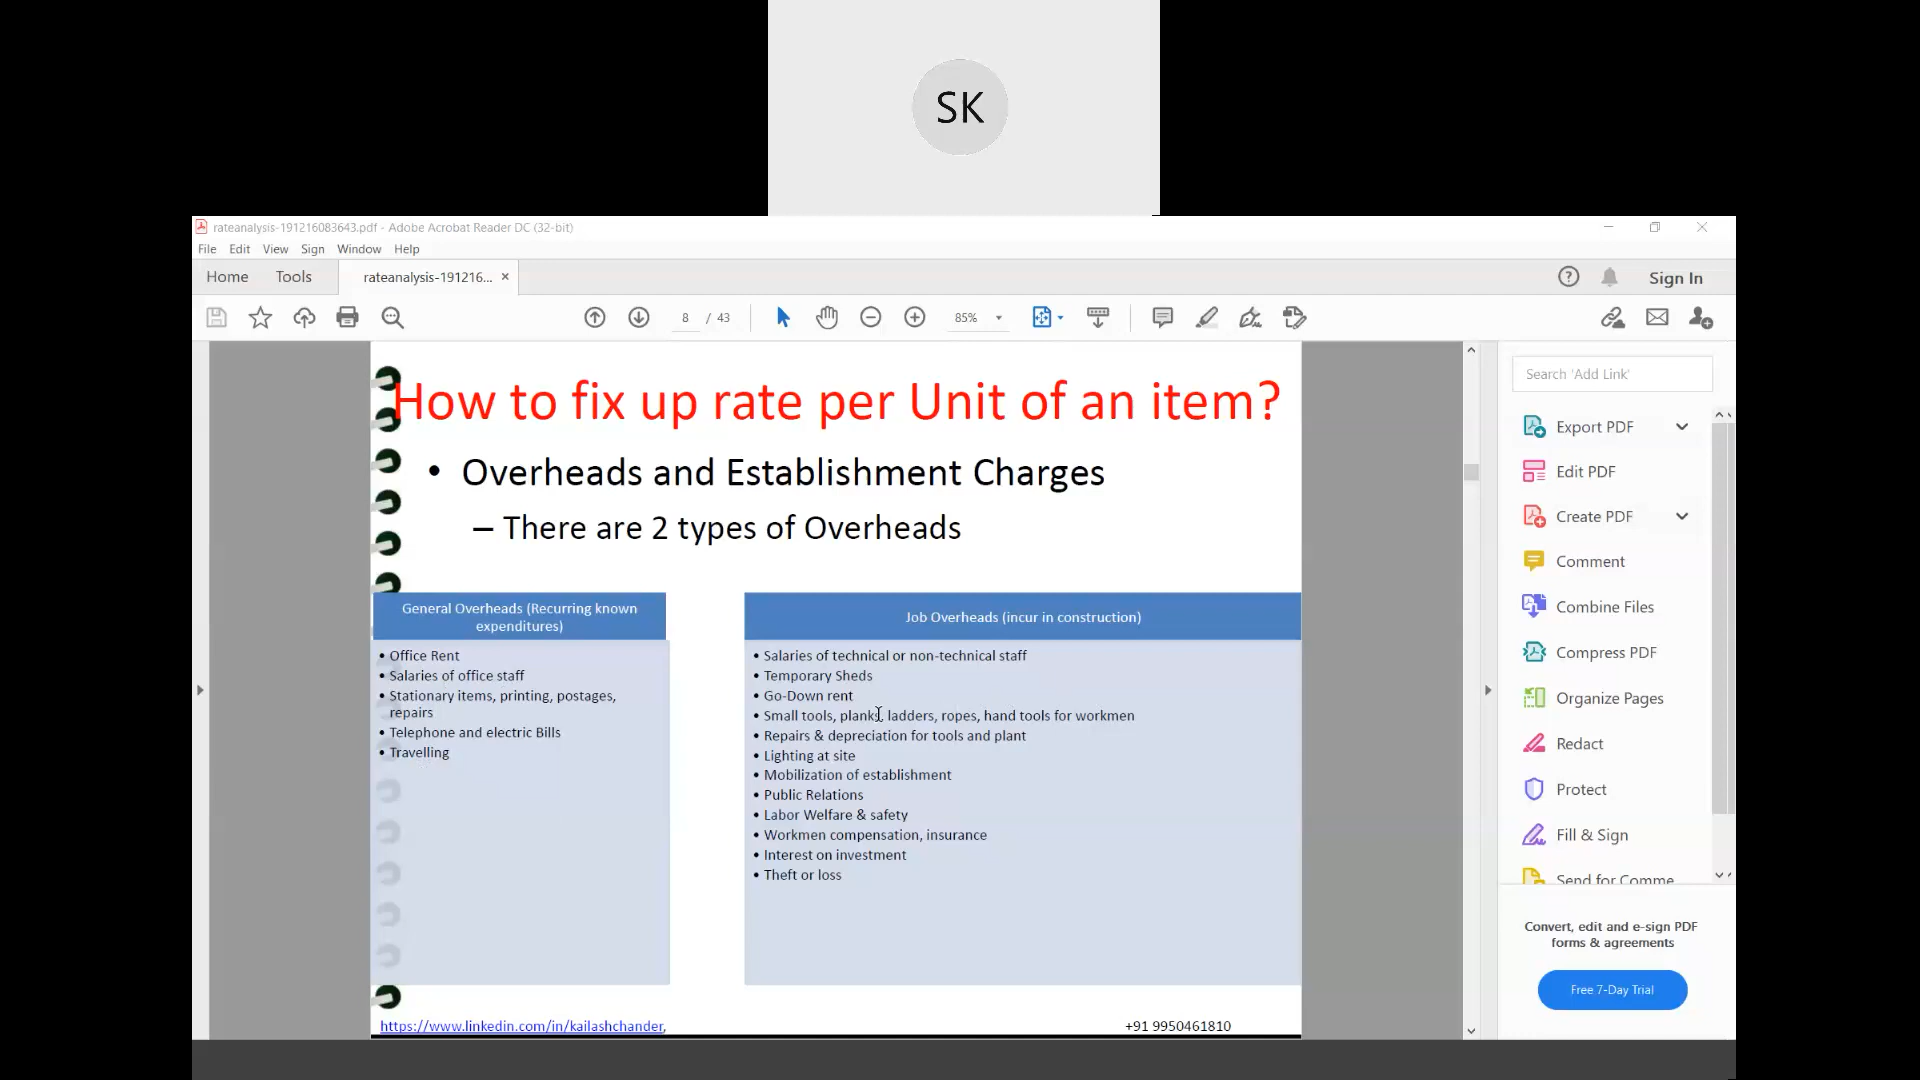 SK
rateanalysis-191216083643.pdf - Adobe Acrobat Reader DC (32-bit)
File Edit View Sign Window Help
Home Tools rateanalysis-191216... × Sign In
8 / 43 85%
How to fix up rate per Unit of an item?
• Overheads and Establishment Charges
– There are 2 types of Overheads
General Overheads (Recurring known
expenditures)
• Office Rent
• Salaries of office staff
• Stationary items, printing, postages,
repairs
• Telephone and electric Bills
• Travelling
Job Overheads (incur in construction)
• Salaries of technical or non-technical staff
• Temporary Sheds
• Go-Down rent
• Small tools, planks, ladders, ropes, hand tools for workmen
• Repairs & depreciation for tools and plant
• Lighting at site
• Mobilization of establishment
• Public Relations
• Labor Welfare & safety
• Workmen compensation, insurance
• Interest on investment
• Theft or loss
https://www.linkedin.com/in/kailashchander, +91 9950461810
Search 'Add Link'
Export PDF
Edit PDF
Create PDF
Comment
Combine Files
Compress PDF
Organize Pages
Redact
Protect
Fill & Sign
Send for Comme
Convert, edit and e-sign PDF
forms & agreements
Free 7-Day Trial